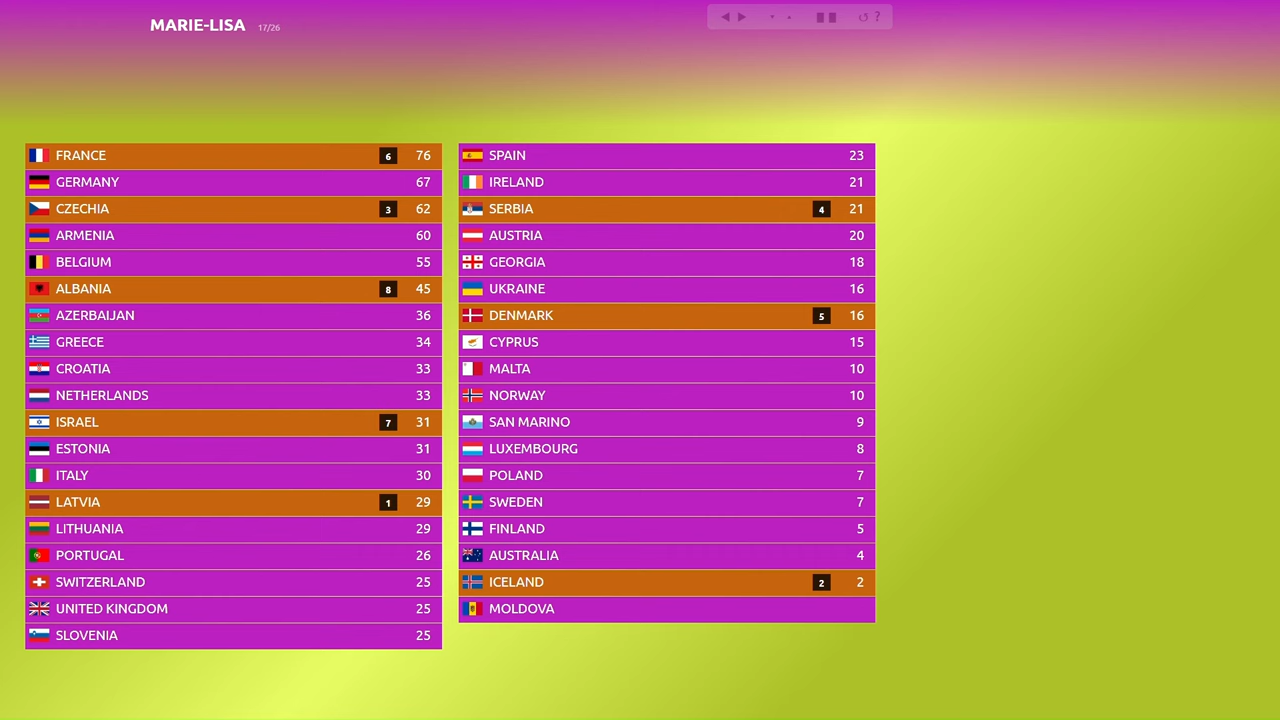 MARIE-LISA 17/26
?
FRANCE 6 76
GERMANY 67
CZECHIA 3 62
ARMENIA 60
BELGIUM 55
ALBANIA 8 45
AZERBAIJAN 36
GREECE 34
CROATIA 33
NETHERLANDS 33
ISRAEL 7 31
ESTONIA 31
ITALY 30
LATVIA 1 29
LITHUANIA 29
PORTUGAL 26
SWITZERLAND 25
UNITED KINGDOM 25
SLOVENIA 25
SPAIN 23
IRELAND 21
SERBIA 4 21
AUSTRIA 20
GEORGIA 18
UKRAINE 16
DENMARK 5 16
CYPRUS 15
MALTA 10
NORWAY 10
SAN MARINO 9
LUXEMBOURG 8
POLAND 7
SWEDEN 7
FINLAND 5
AUSTRALIA 4
ICELAND 2 2
MOLDOVA